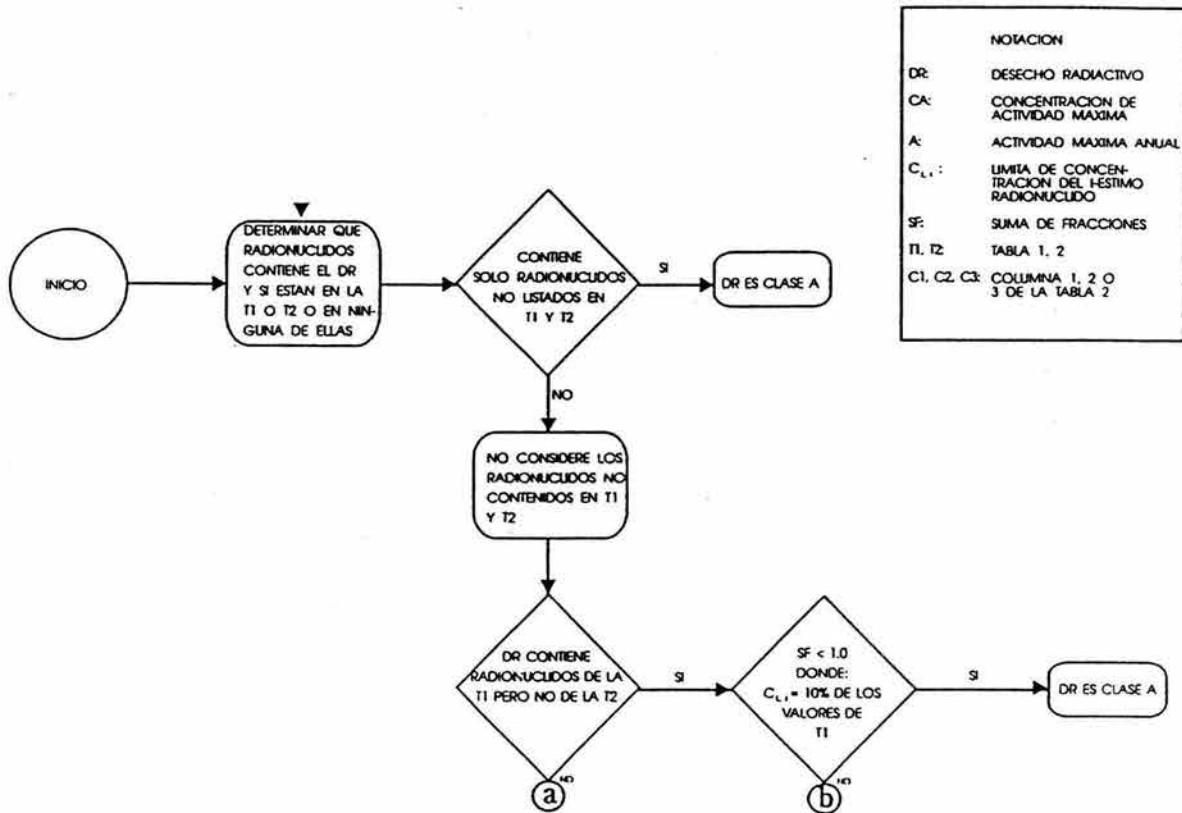 NOTACION
DR: DESECHO RADIACTIVO
CA: CONCENTRACION DE
ACTIVIDAD MAXIMA
A: ACTIVIDAD MAXIMA ANUAL
C L i : LIMITA DE CONCEN-
TRACION DEL I-ESTIMO
RADIONUCLIDO
SF: SUMA DE FRACCIONES
T1, T2: TABLA 1, 2
C1, C2, C3: COLUMNA 1, 2 O
3 DE LA TABLA 2
INICIO
DETERMINAR QUE
RADIONUCLIDOS
CONTIENE EL DR
Y SI ESTAN EN LA
T1 O T2 O EN NIN-
GUNA DE ELLAS
CONTIENE
SOLO RADIONUCLIDOS
NO LISTADOS EN
T1 Y T2
SI
DR ES CLASE A
NO
NO CONSIDERE LOS
RADIONUCLIDOS NO
CONTENIDOS EN T1
Y T2
DR CONTIENE
RADIONUCLIDOS DE LA
T1 PERO NO DE LA T2
SI
SF < 1.0
DONDE:
C L i = 10% DE LOS
VALORES DE
T1
SI
DR ES CLASE A
NO
a
NO
b